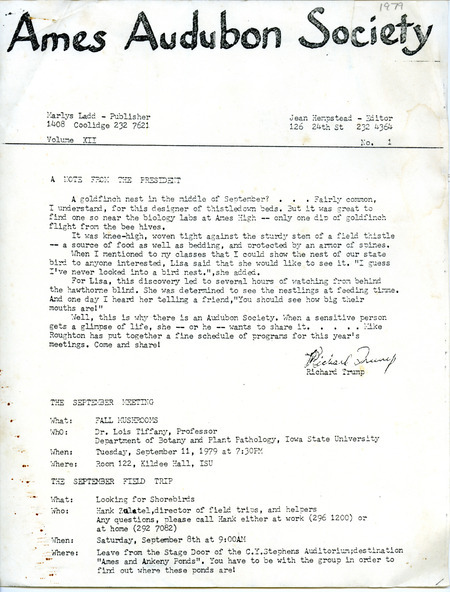 1979
Ames Audubon Society
Marlys Ladd - Publisher
1408 Coolidge 232 7621
Jean Hempstead - Editor
126 24th St 232 4364
Volume XII
No. 1
A NOTE FROM THE PRESIDENT
A goldfinch nest in the middle of September? . . . . Fairly common,
I understand, for this designer of thistledown beds. But it was great to
find one so near the biology labs at Ames High -- only one dip of goldfinch
flight from the bee hives.
It was knee-high, woven tight against the sturdy stem of a field thistle
-- a source of food as well as bedding, and protected by an armor of spines.
When I mentioned to my classes that I could show the nest of our state
bird to anyone interested, Lisa said that she would like to see it. "I guess
I've never looked into a bird nest.",she added.
For Lisa, this discovery led to several hours of watching from behind
the hawthorne blind. She was determined to see the nestlings at feeding time.
And one day I heard her telling a friend,"You should see how big their
mouths are!"
Well, this is why there is an Audubon Society. When a sensitive person
gets a glimpse of life, she -- or he -- wants to share it. . . . . . Mike
Roughton has put together a fine schedule of programs for this year's
meetings. Come and share!
Richard Trump
Richard Trump
THE SEPTEMBER MEETING
What: FALL MUSHROOMS
Who: Dr. Lois Tiffany, Professor
Department of Botany and Plant Pathology, Iowa State University
When: Tuesday, September 11, 1979 at 7:30PM
Where: Room 122, Kildee Hall, ISU
THE SEPTEMBER FIELD TRIP
What: Looking for Shorebirds
Who: Hank Zalatel,director of field trips, and helpers
Any questions, please call Hank either at work (296 1200) or
at home (292 7082)
When: Saturday, September 8th at 9:00AM
Where: Leave from the Stage Door of the C.Y.Stephens Auditorium;destination
"Ames and Ankeny Ponds". You have to be with the group in order to
find out where these ponds are!